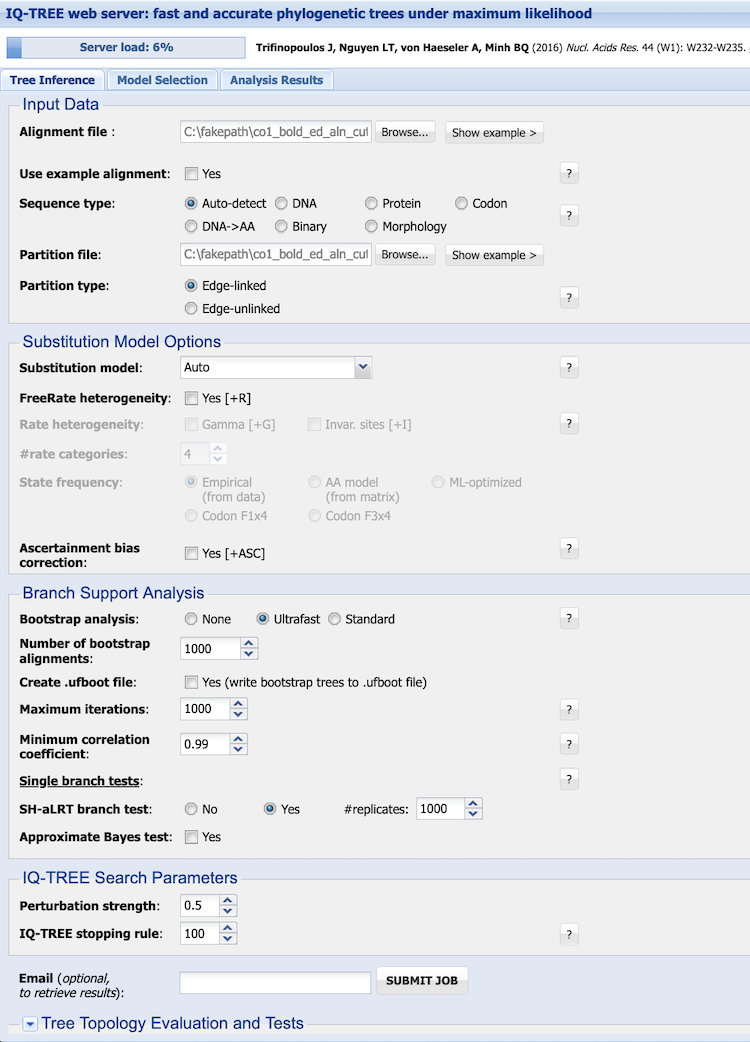 IQ-TREE web server: fast and accurate phylogenetic trees under maximum likelihood
Server load: 6%
Trifinopoulos J, Nguyen LT, von Haeseler A, Minh BQ (2016) Nucl. Acids Res. 44 (W1): W232-W235.
Tree Inference Model Selection Analysis Results
Input Data
Alignment file : C:\fakepath\co1_bold_ed_aln_cut Browse... Show example >
Use example alignment: Yes ?
Sequence type: Auto-detect DNA Protein Codon
DNA->AA Binary Morphology ?
Partition file: C:\fakepath\co1_bold_ed_aln_cut Browse... Show example >
Partition type: Edge-linked
Edge-unlinked ?
Substitution Model Options
Substitution model: Auto ?
FreeRate heterogeneity: Yes [+R]
Rate heterogeneity: Gamma [+G] Invar. sites [+I] ?
#rate categories: 4
State frequency: Empirical AA model ML-optimized
(from data) (from matrix)
Codon F1x4 Codon F3x4
Ascertainment bias
correction: Yes [+ASC] ?
Branch Support Analysis
Bootstrap analysis: None Ultrafast Standard ?
Number of bootstrap
alignments: 1000
Create .ufboot file: Yes (write bootstrap trees to .ufboot file)
Maximum iterations: 1000 ?
Minimum correlation
coefficient: 0.99 ?
Single branch tests: ?
SH-aLRT branch test: No Yes #replicates: 1000
Approximate Bayes test: Yes
IQ-TREE Search Parameters
Perturbation strength: 0.5
IQ-TREE stopping rule: 100 ?
Email (optional,
to retrieve results): SUBMIT JOB
Tree Topology Evaluation and Tests